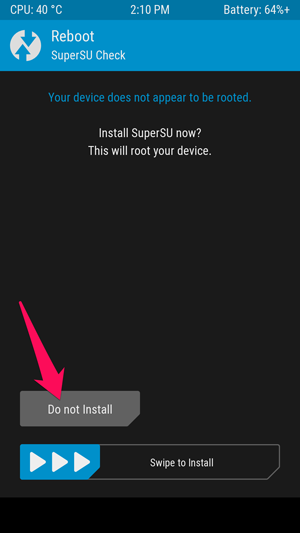 CPU: 40 °C 2:10 PM Battery: 64%+
Reboot
SuperSU Check
Your device does not appear to be rooted.
Install SuperSU now?
This will root your device.
Do not Install
Swipe to Install